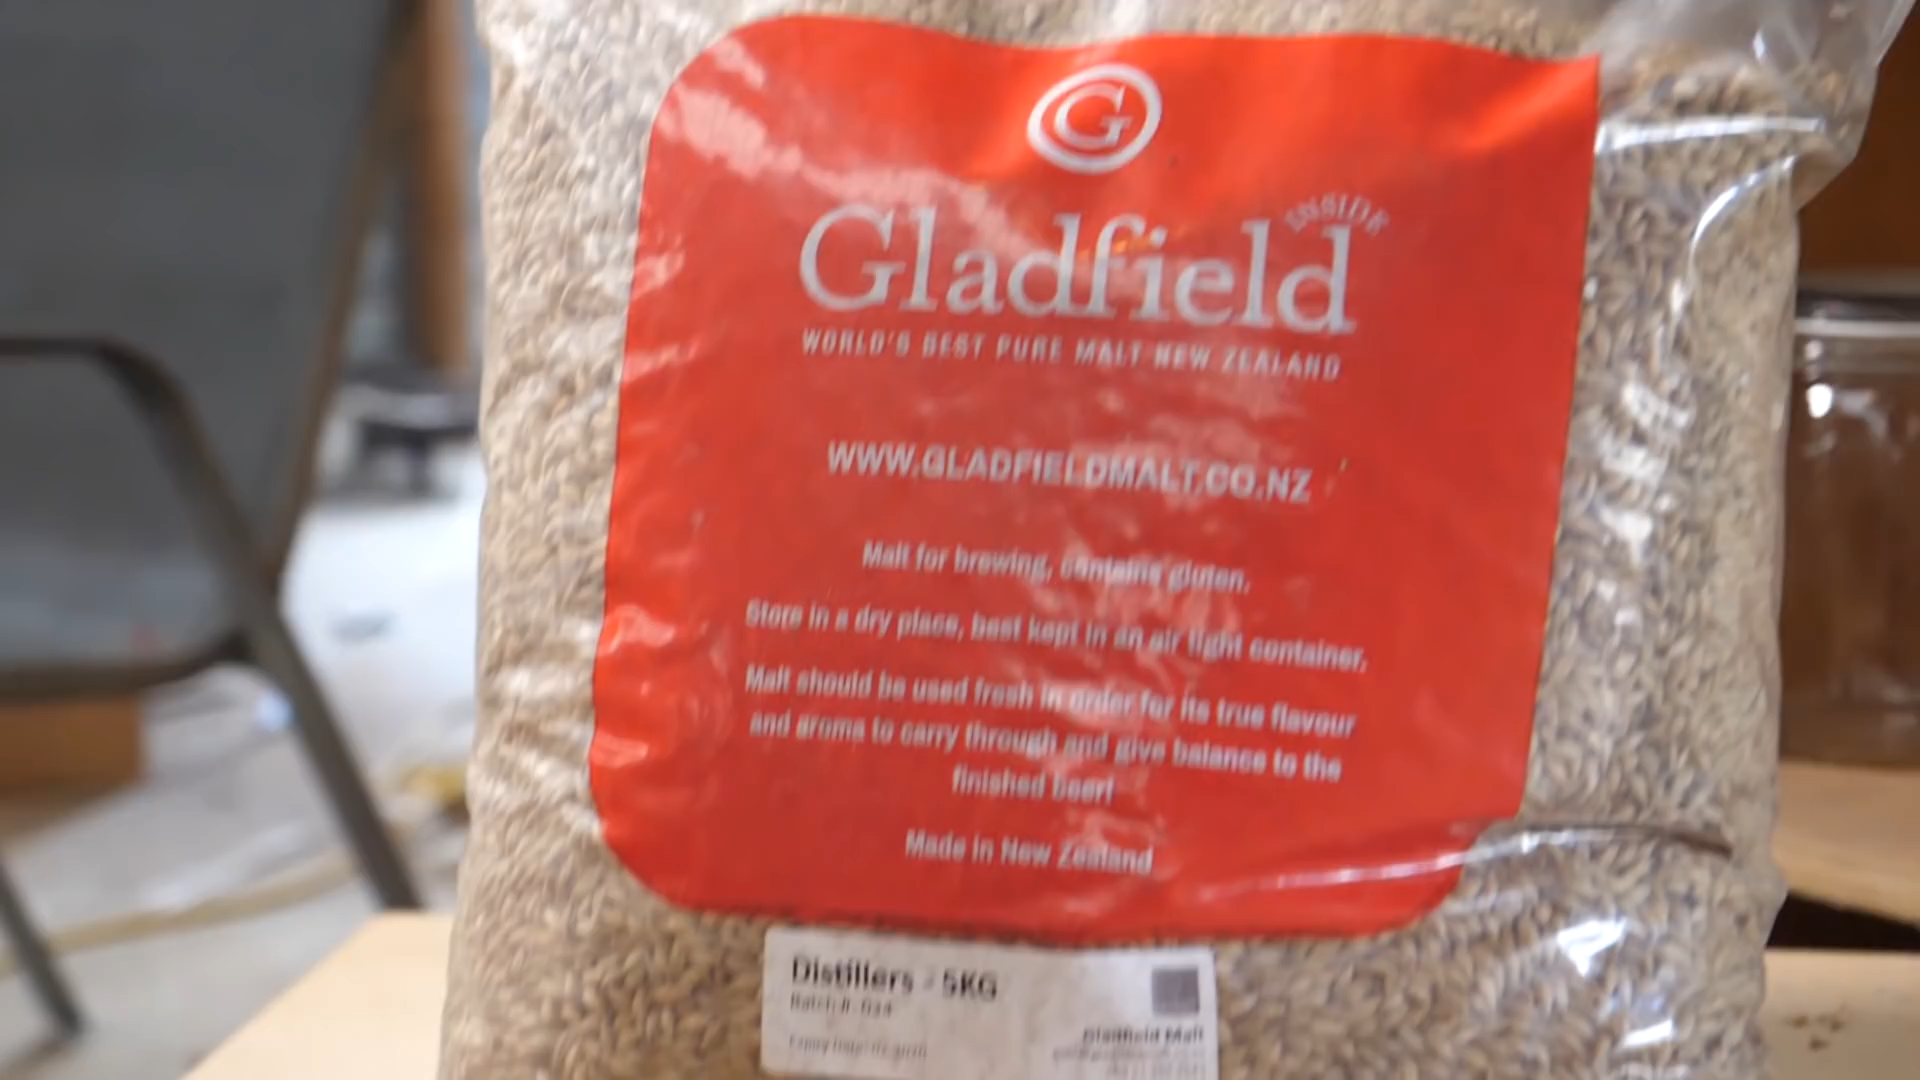 G
INSIDE
Gladfield
WORLD'S BEST PURE MALT NEW ZEALAND
WWW.GLADFIELDMALT.CO.NZ
Malt for brewing, contains gluten.
Store in a dry place, best kept in an air tight container.
Malt should be used fresh in order for its true flavour
and aroma to carry through and give balance to the
finished beer!
Made in New Zealand
Distillers - 5KG
Batch #:
Gladfield Malt